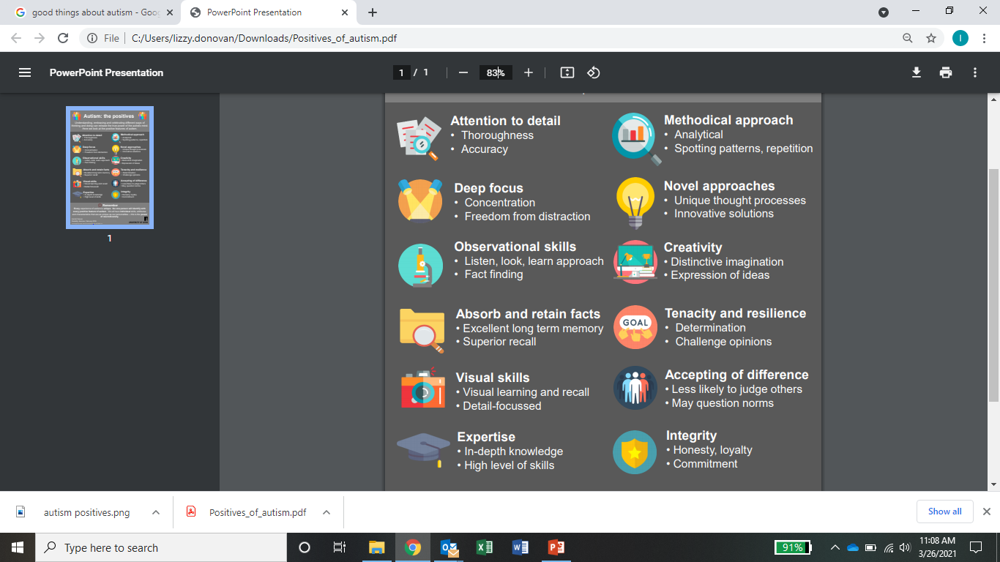 good things about autism - Goo
PowerPoint Presentation
File
C:/Users/lizzy.donovan/Downloads/Positives_of_autism.pdf
I
PowerPoint Presentation
1 / 1
83%
Autism: the positives
1
Attention to detail
• Thoroughness
• Accuracy
Methodical approach
• Analytical
• Spotting patterns, repetition
Deep focus
• Concentration
• Freedom from distraction
Novel approaches
• Unique thought processes
• Innovative solutions
Observational skills
• Listen, look, learn approach
• Fact finding
Creativity
• Distinctive imagination
• Expression of ideas
Absorb and retain facts
• Excellent long term memory
• Superior recall
GOAL
Tenacity and resilience
• Determination
• Challenge opinions
Visual skills
• Visual learning and recall
• Detail-focussed
Accepting of difference
• Less likely to judge others
• May question norms
Expertise
• In-depth knowledge
• High level of skills
Integrity
• Honesty, loyalty
• Commitment
autism positives.png
Positives_of_autism.pdf
Show all
Type here to search
91%
11:08 AM
3/26/2021